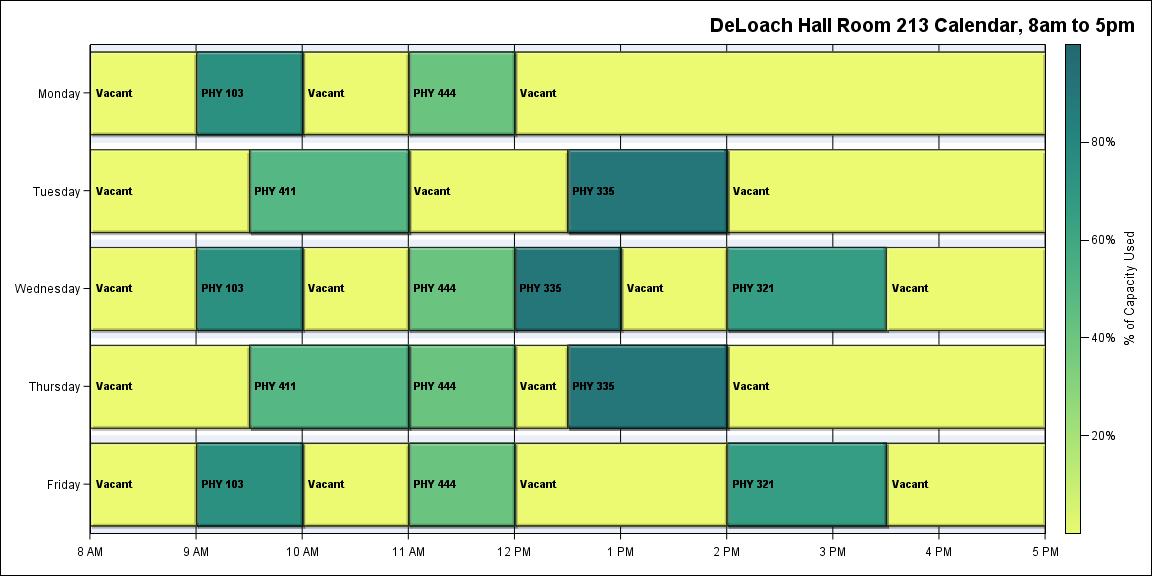 DeLoach Hall Room 213 Calendar, 8am to 5pm
Monday
Vacant
PHY 103
Vacant
PHY 444
Vacant
Tuesday
Vacant
PHY 411
Vacant
PHY 335
Vacant
Wednesday
Vacant
PHY 103
Vacant
PHY 444
PHY 335
Vacant
PHY 321
Vacant
Thursday
Vacant
PHY 411
PHY 444
Vacant
PHY 335
Vacant
Friday
Vacant
PHY 103
Vacant
PHY 444
Vacant
PHY 321
Vacant
8 AM
9 AM
10 AM
11 AM
12 PM
1 PM
2 PM
3 PM
4 PM
5 PM
80%
60%
40%
20%
% of Capacity Used